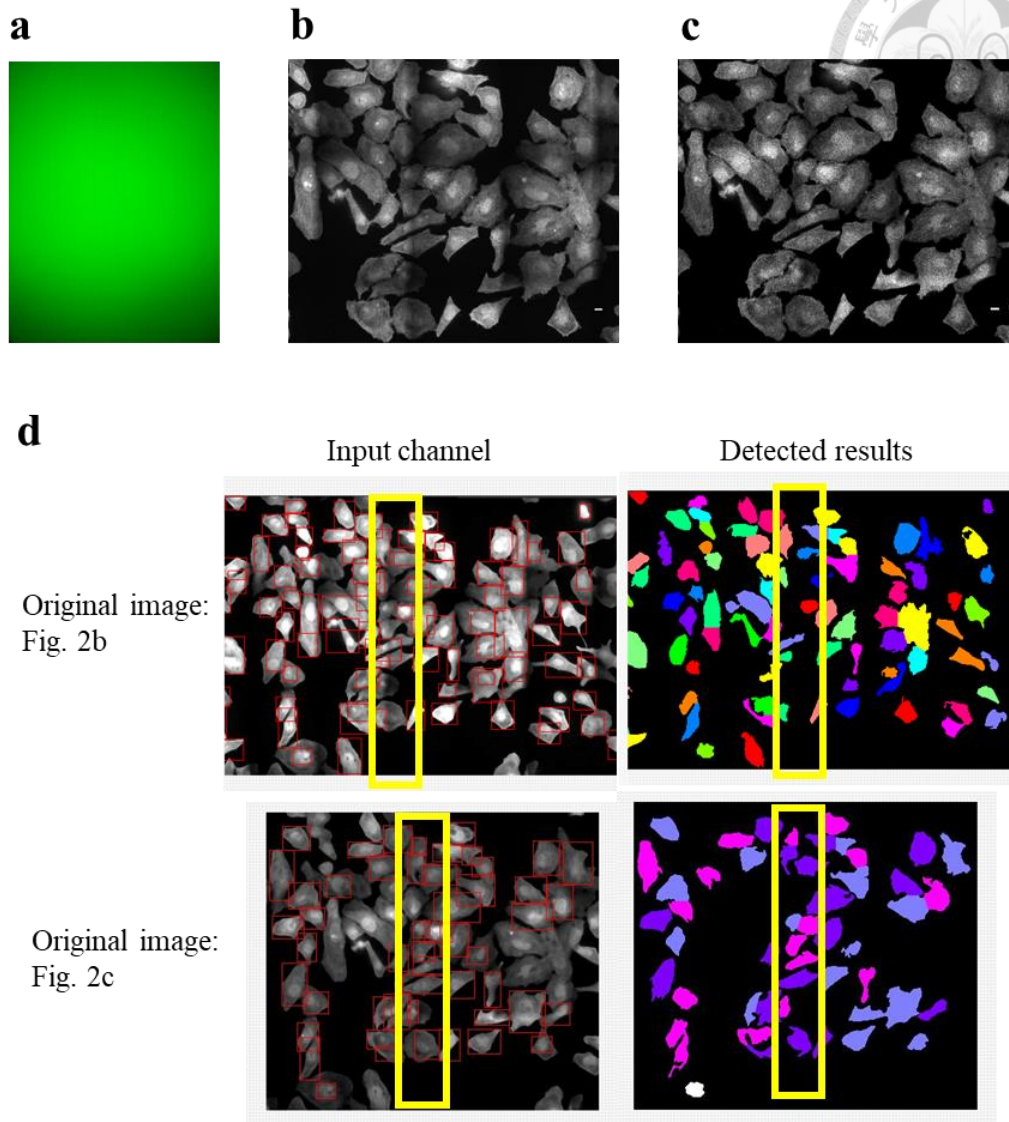 a
b
c
d
Input channel
Detected results
Original image:
Fig. 2b
Original image:
Fig. 2c